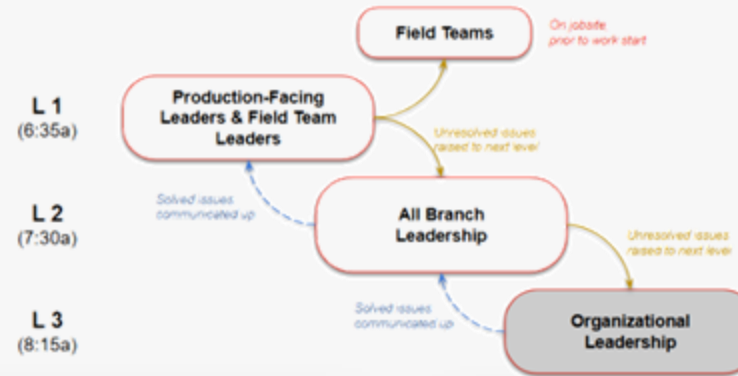 Field Teams
On jobsite
prior to work start
L 1
(6:35a)
Production-Facing
Leaders & Field Team
Leaders
Unresolved issues
raised to next level
Solved issues
communicated up
L 2
(7:30a)
All Branch
Leadership
Unresolved issues
raised to next level
Solved issues
communicated up
L 3
(8:15a)
Organizational
Leadership